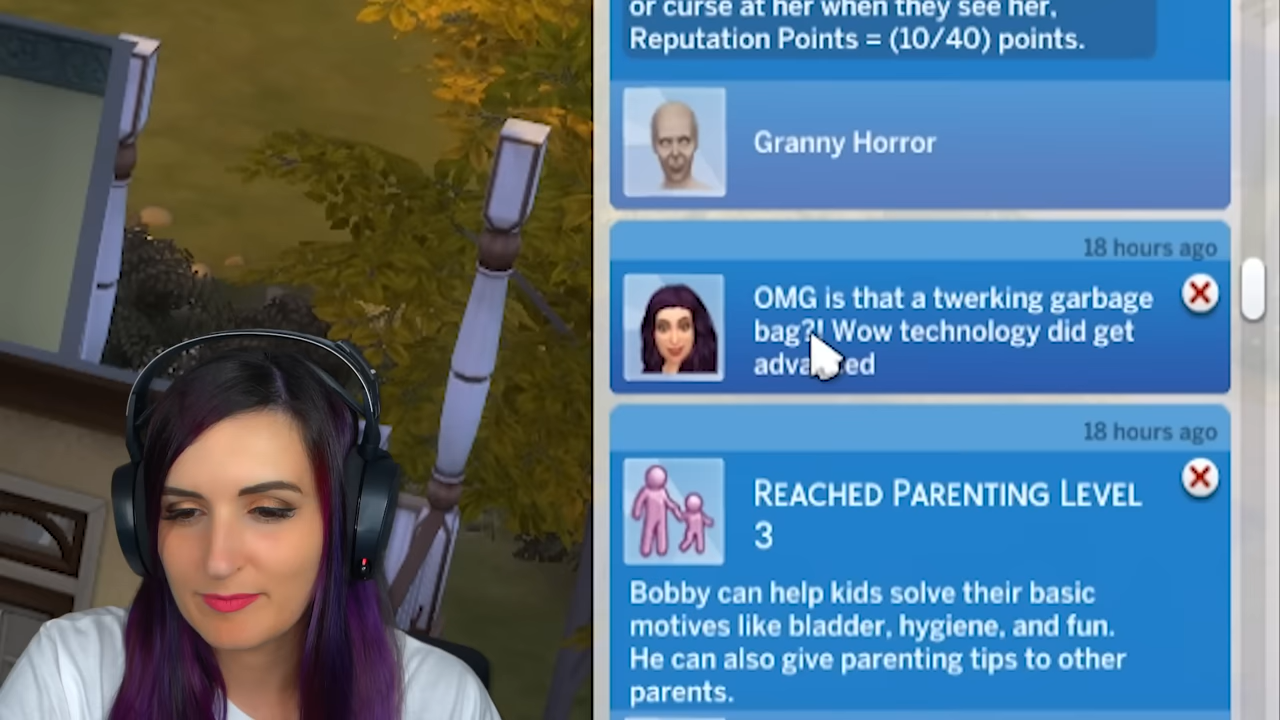 or curse at her when they see her,
Reputation Points = (10/40) points.
Granny Horror
18 hours ago
OMG is that a twerking garbage
bag?! Wow technology did get
advanced
18 hours ago
REACHED PARENTING LEVEL
3
Bobby can help kids solve their basic
motives like bladder, hygiene, and fun.
He can also give parenting tips to other
parents.